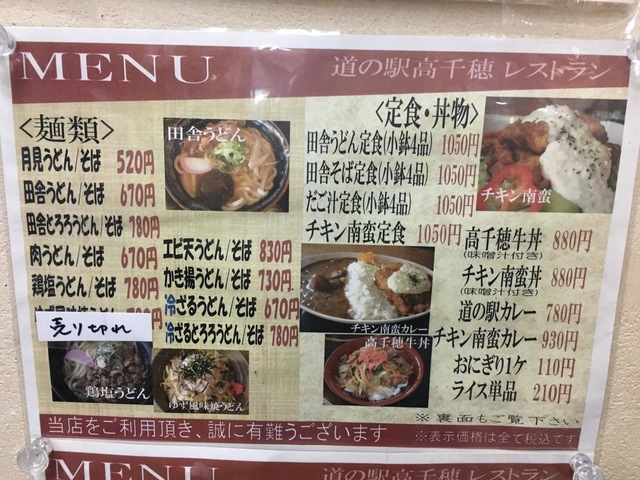 MENU 道の駅高千穂 レストラン
<麺類>
月見うどん/そば 520円
田舎うどん/そば 670円
田舎とろろうどん/そば 780円
肉うどん/そば 670円
鶏塩うどん/そば 780円
売り切れ
田舎うどん
エビ天うどん/そば 830円
かき揚うどん/そば 730円
冷ざるうどん/そば 670円
冷ざるとろろうどん/そば 780円
鶏塩うどん
ゆず風味焼うどん
<定食・丼物>
田舎うどん定食(小鉢4品) 1050円
田舎そば定食(小鉢4品) 1050円
だご汁定食(小鉢4品) 1050円
チキン南蛮定食 1050円
チキン南蛮
高千穂牛丼 880円
(味噌汁付き)
チキン南蛮丼 880円
(味噌汁付き)
道の駅カレー 780円
チキン南蛮カレー 930円
おにぎり1ケ 110円
ライス単品 210円
チキン南蛮カレー
高千穂牛丼
※裏面もご覧下さい
当店をご利用頂き、誠に有難うございます
※表示価格は全て税込です
MENU 道の駅高千穂 レストラン